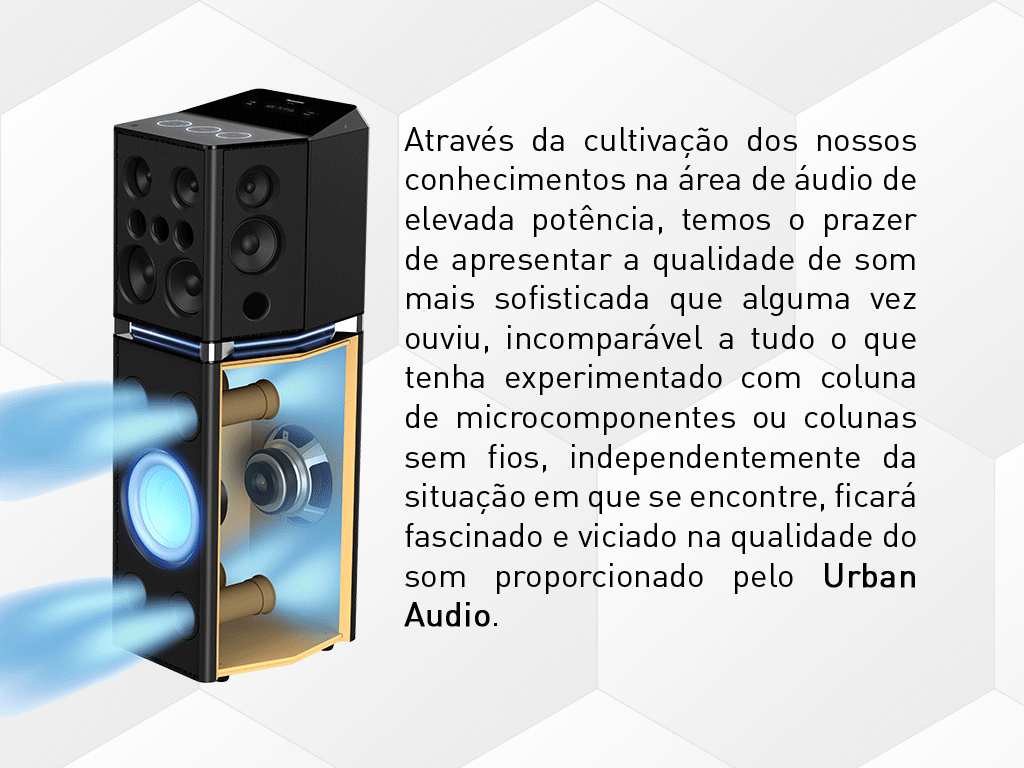 Através da cultivação dos nossos
conhecimentos na área de áudio de
elevada potência, temos o prazer
de apresentar a qualidade de som
mais sofisticada que alguma vez
ouviu, incomparável a tudo o que
tenha experimentado com coluna
de microcomponentes ou colunas
sem fios, independentemente da
situação em que se encontre, ficará
fascinado e viciado na qualidade do
som proporcionado pelo Urban
Audio.